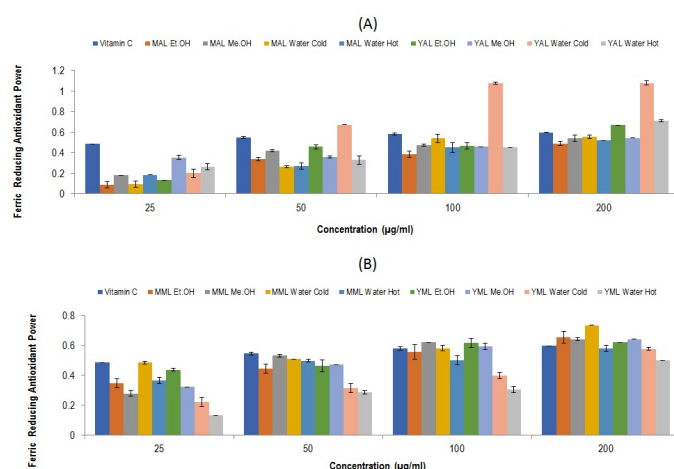 (A)
Vitamin C MAL Et.OH MAL Me.OH MAL Water Cold MAL Water Hot YAL Et.OH YAL Me.OH YAL Water Cold YAL Water Hot
Ferric Reducing Antioxidant Power
1.2
1
0.8
0.6
0.4
0.2
0
25 50 100 200
Concentration (µg/ml)
(B)
Vitamin C MML Et.OH MML Me.OH MML Water Cold MML Water Hot YML Et.OH YML Me.OH YML Water Cold YML Water Hot
Ferric Reducing Antioxidant Power
0.8
0.6
0.4
0.2
0
25 50 100 200
Concentration (µg/ml)